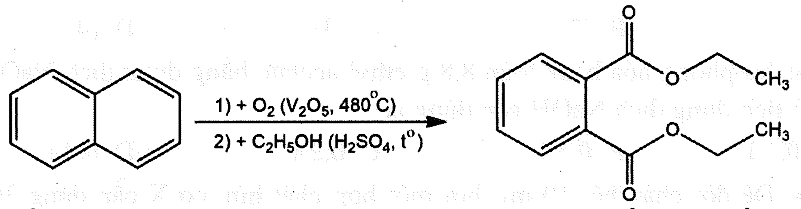 O
O
CH₃
1) + O₂ (V₂O₅, 480°C)
2) + C₂H₅OH (H₂SO₄, t°)
O
CH₃
O